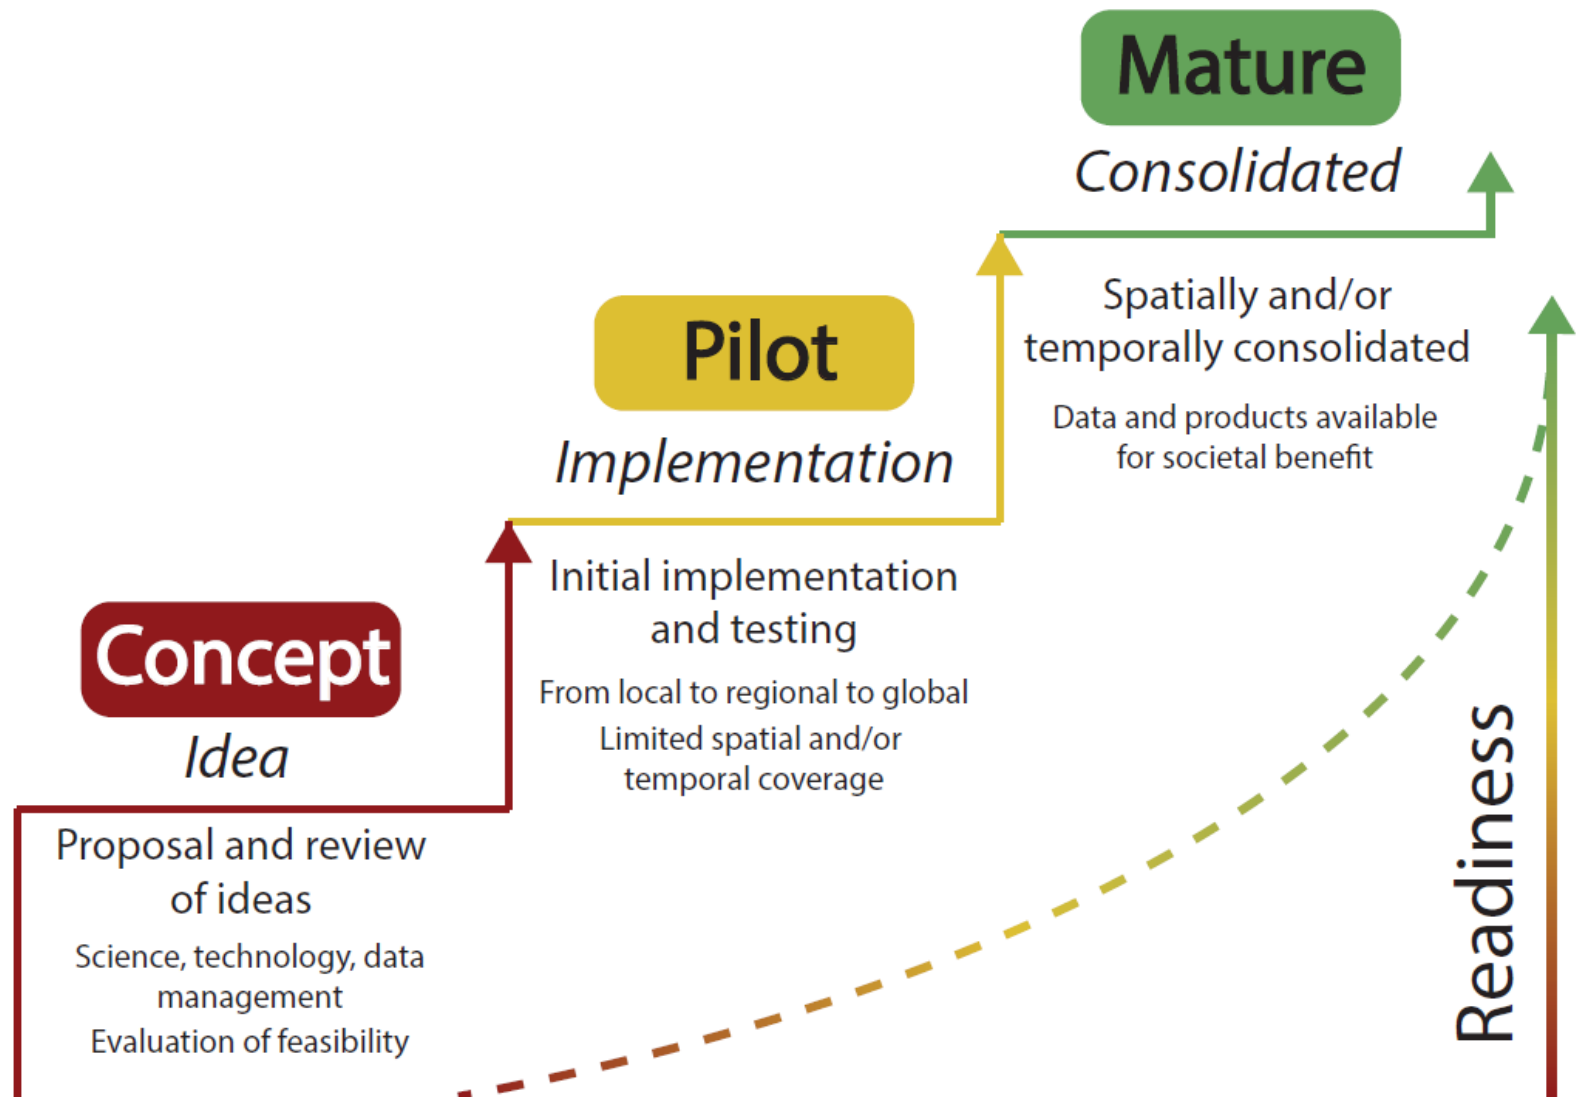 Mature
Consolidated
Spatially and/or
temporally consolidated
Data and products available
for societal benefit
Pilot
Implementation
Initial implementation
and testing
From local to regional to global
Limited spatial and/or
temporal coverage
Concept
Idea
Proposal and review
of ideas
Science, technology, data
management
Evaluation of feasibility
Readiness